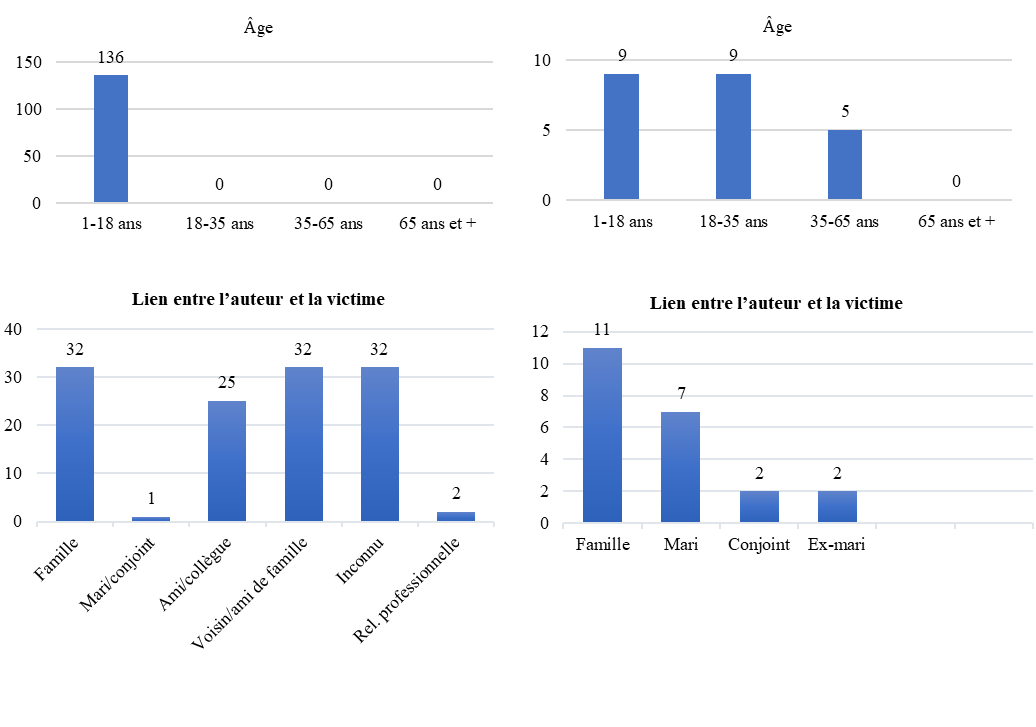 Âge
150
100
50
0
136
0
0
0
1-18 ans
18-35 ans
35-65 ans
65 ans et +
Âge
10
5
0
9
9
5
0
1-18 ans
18-35 ans
35-65 ans
65 ans et +
Lien entre l’auteur et la victime
40
30
20
10
0
32
1
25
32
32
2
Famille
Mari/conjoint
Ami/collègue
Voisin/ami de famille
Inconnu
Rel. professionnelle
Lien entre l’auteur et la victime
12
10
8
6
4
2
0
11
7
2
2
Famille
Mari
Conjoint
Ex-mari